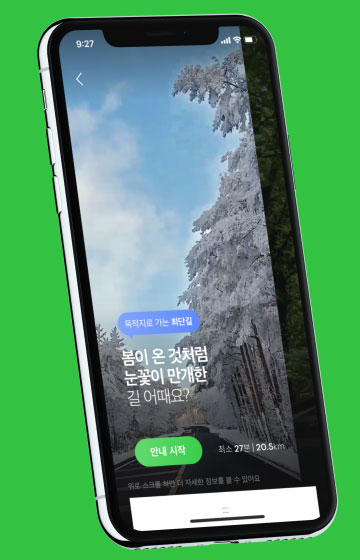 9:27
목적지로 가는 최단길
봄이 온 것처럼
눈꽃이 만개한
길 어때요?
안내 시작
최소 27분 | 20.5km
위로 스크롤 하면 더 자세한 정보를 볼 수 있어요